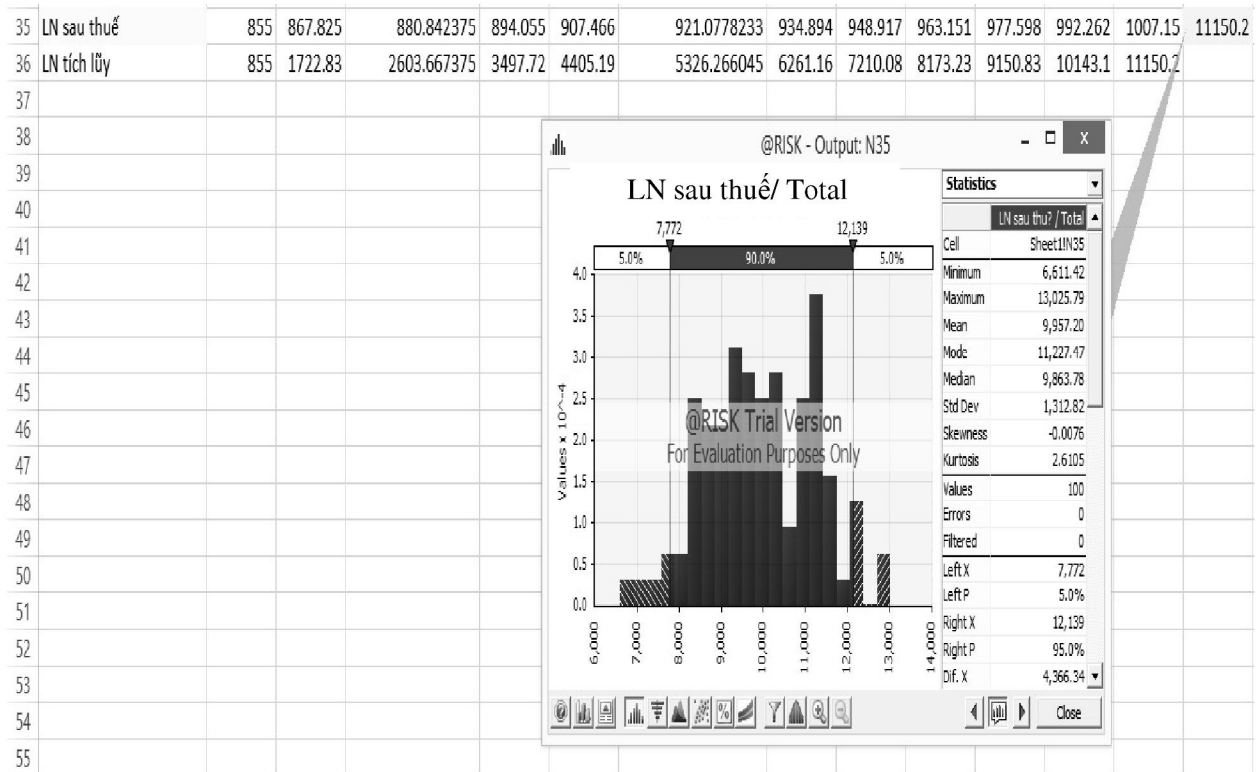 35 LN sau thuế 855 867.825 880.842375 894.055 907.466 921.0778233 934.894 948.917 963.151 977.598 992.262 1007.15 11150.2
36 LN tích lũy 855 1722.83 2603.667375 3497.72 4405.19 5326.266045 6261.16 7210.08 8173.23 9150.83 10143.1 11150.2
37
38
39
40
41
42
43
44
45
46
47
48
49
50
51
52
53
54
55
@RISK - Output: N35
LN sau thuế/ Total
7,772 12,139
5.0% 90.0% 5.0%
4.0
3.5
3.0
2.5
2.0
1.5
1.0
0.5
0.0
Values x 10^-4
@RISK Trial Version
For Evaluation Purposes Only
6,000 7,000 8,000 9,000 10,000 11,000 12,000 13,000 14,000
Statistics
LN sau thu? / Total
Cell Sheet1!N35
Minimum 6,611.42
Maximum 13,025.79
Mean 9,957.20
Mode 11,227.47
Median 9,863.78
Std Dev 1,312.82
Skewness -0.0076
Kurtosis 2.6105
Values 100
Errors 0
Filtered 0
Left X 7,772
Left P 5.0%
Right X 12,139
Right P 95.0%
Dif. X 4,366.34
Close